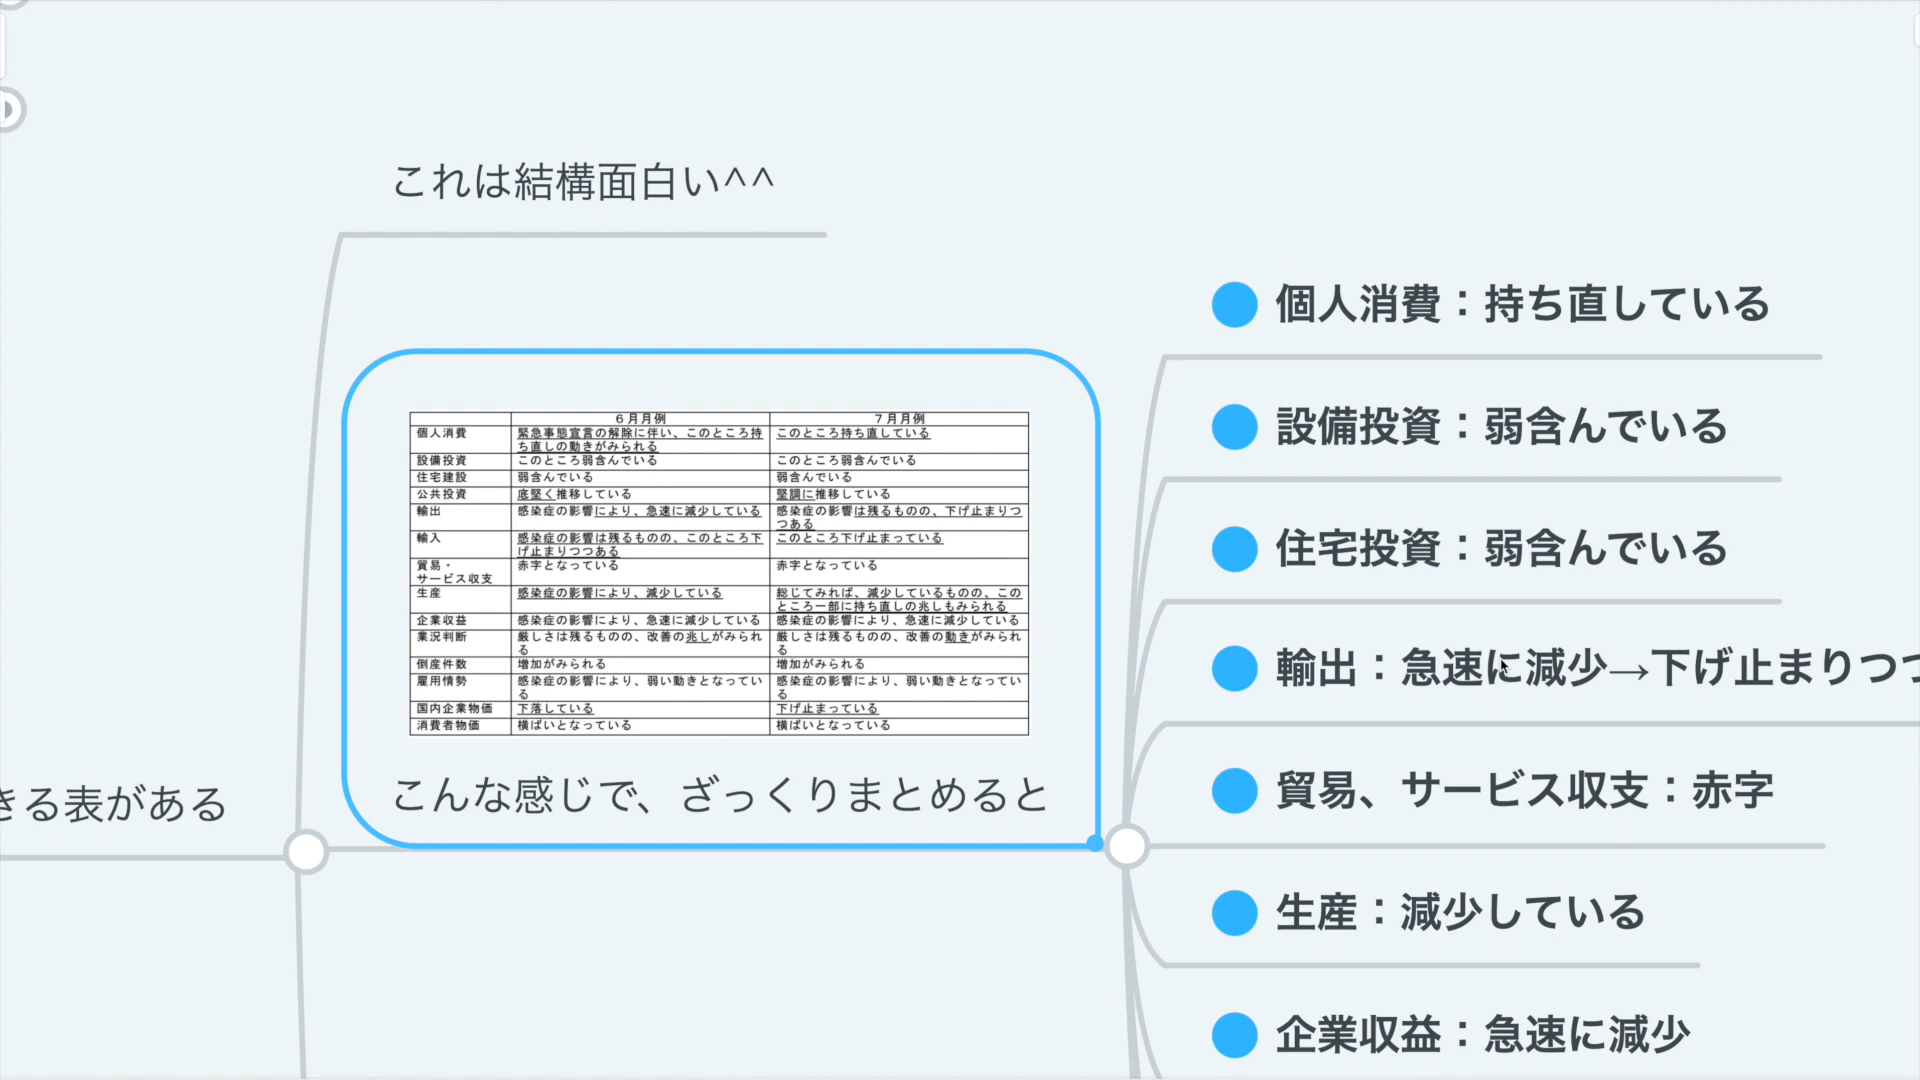 これは結構面白い^^
６月月例 ７月月例
個人消費 緊急事態宣言の解除に伴い、このところ持 このところ持ち直している
ち直しの動きがみられる
設備投資 このところ弱含んでいる このところ弱含んでいる
住宅建設 弱含んでいる 弱含んでいる
公共投資 底堅く推移している 堅調に推移している
輸出 感染症の影響により、急速に減少している 感染症の影響は残るものの、下げ止まりつ
つある
輸入 感染症の影響は残るものの、このところ下 このところ下げ止まっている
げ止まりつつある
貿易・ 赤字となっている 赤字となっている
サービス収支
生産 感染症の影響により、減少している 総じてみれば、減少しているものの、この
ところ一部に持ち直しの兆しもみられる
企業収益 感染症の影響により、急速に減少している 感染症の影響により、急速に減少している
業況判断 厳しさは残るものの、改善の兆しがみられ 厳しさは残るものの、改善の動きがみられ
る る
倒産件数 増加がみられる 増加がみられる
雇用情勢 感染症の影響により、弱い動きとなってい 感染症の影響により、弱い動きとなってい
る る
国内企業物価 下落している 下げ止まっている
消費者物価 横ばいとなっている 横ばいとなっている
こんな感じで、ざっくりまとめると
きる表がある
個人消費：持ち直している
設備投資：弱含んでいる
住宅投資：弱含んでいる
輸出：急速に減少→下げ止まりつつ
貿易、サービス収支：赤字
生産：減少している
企業収益：急速に減少